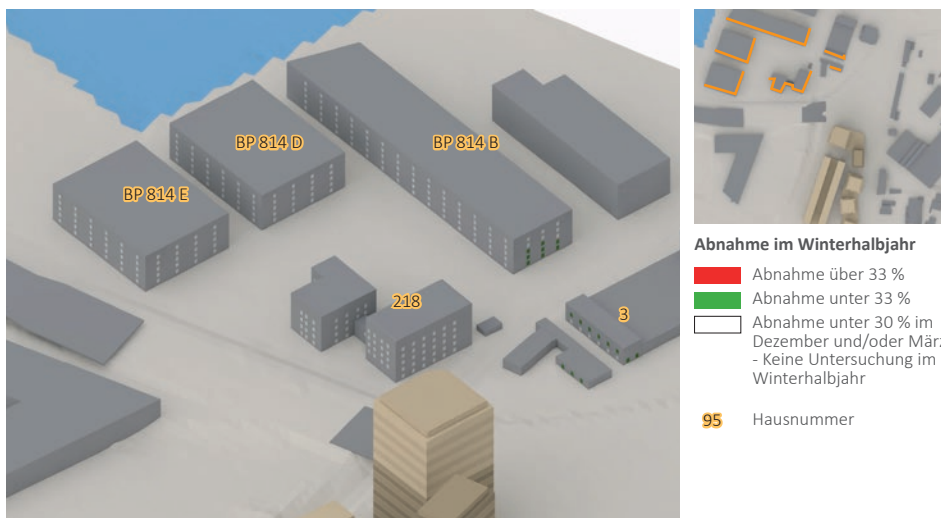 BP 814 D
BP 814 B
BP 814 E
218
3
Abnahme im Winterhalbjahr
Abnahme über 33 %
Abnahme unter 33 %
Abnahme unter 30 % im
Dezember und/oder März
- Keine Untersuchung im
Winterhalbjahr
95 Hausnummer